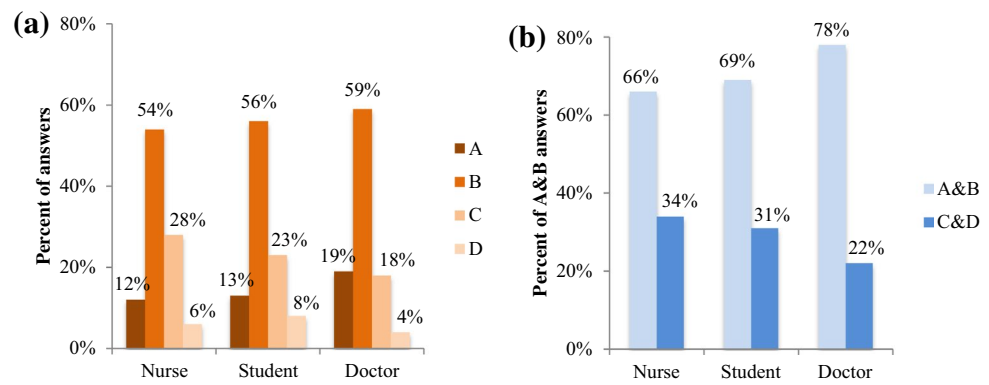 (a)
Percent of answers
80%
60%
40%
20%
0%
12%
54%
28%
6%
13%
56%
23%
8%
19%
59%
18%
4%
Nurse
Student
Doctor
A
B
C
D
(b)
Percent of A&B answers
80%
60%
40%
20%
0%
66%
34%
69%
31%
78%
22%
Nurse
Student
Doctor
A&B
C&D